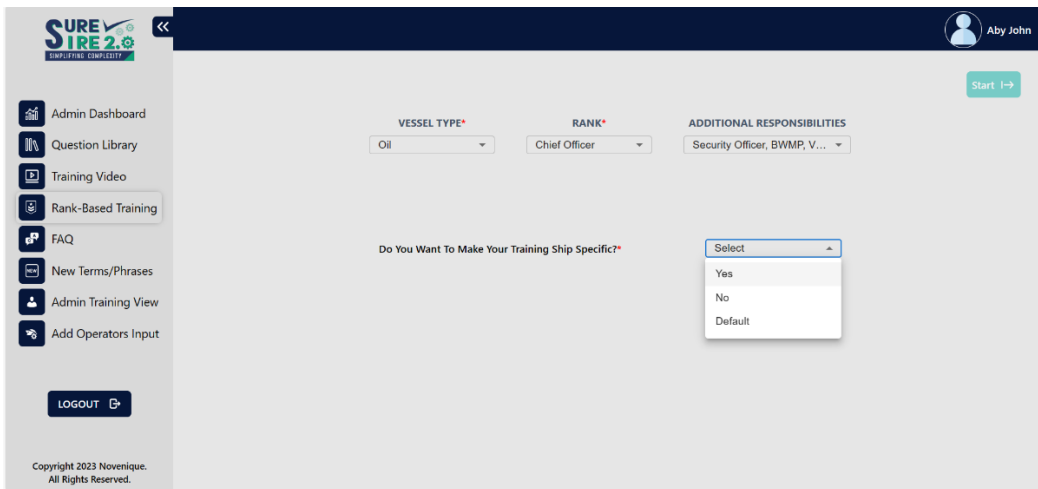 SURE
SIRE 2.0
SIMPLIFYING COMPLEXITY
Aby John
Start
Admin Dashboard
Question Library
Training Video
Rank-Based Training
FAQ
NEW
New Terms/Phrases
Admin Training View
Add Operators Input
LOGOUT
Copyright 2023 Novenique.
All Rights Reserved.
VESSEL TYPE*
RANK*
ADDITIONAL RESPONSIBILITIES
Oil
Chief Officer
Security Officer, BWMP, V...
Do You Want To Make Your Training Ship Specific?*
Select
Yes
No
Default